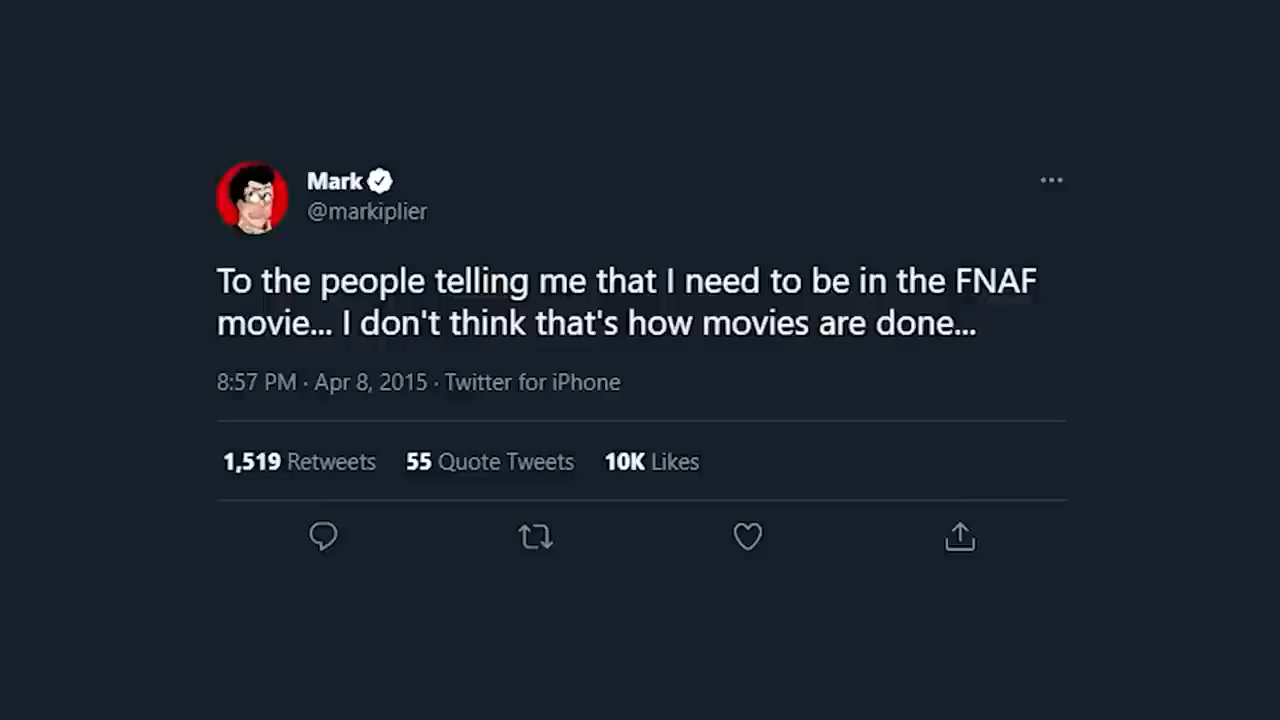 Mark
@markiplier
To the people telling me that I need to be in the FNAF
movie... I don't think that's how movies are done...
8:57 PM · Apr 8, 2015 · Twitter for iPhone
1,519 Retweets 55 Quote Tweets 10K Likes